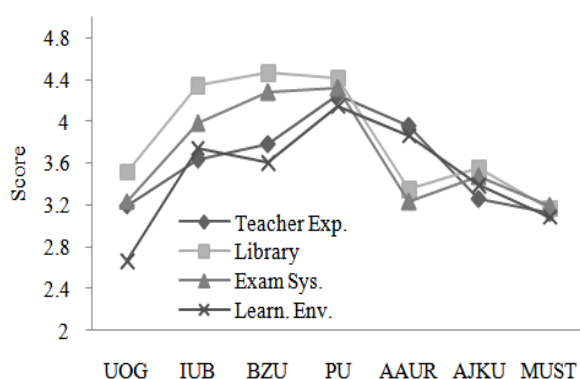 4.8
4.4
4
3.6
3.2
2.8
2.4
2
Score
Teacher Exp.
Library
Exam Sys.
Learn. Env.
UOG IUB BZU PU AAUR AJKU MUST